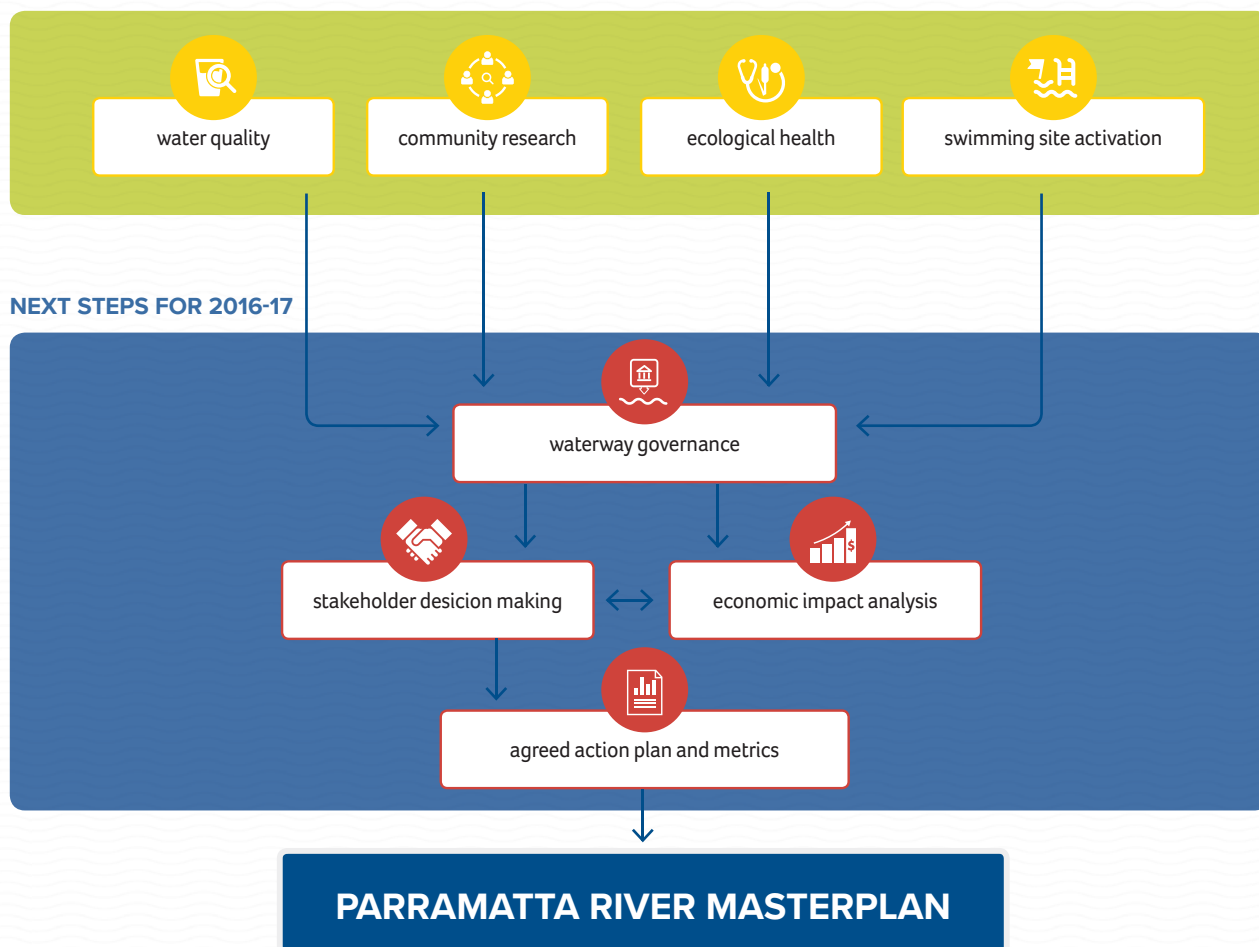 water quality
community research
ecological health
swimming site activation
NEXT STEPS FOR 2016-17
waterway governance
$
stakeholder desicion making
economic impact analysis
agreed action plan and metrics
PARRAMATTA RIVER MASTERPLAN